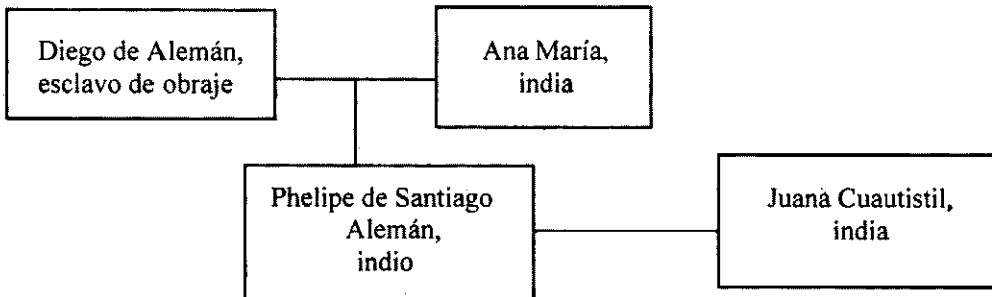 Diego de Alemán,
esclavo de obraje
Ana María,
india
Phelipe de Santiago
Alemán,
indio
Juana Cuautistil,
india